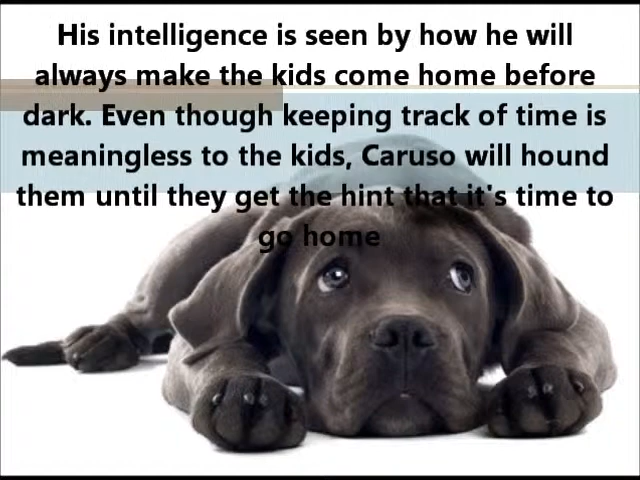 His intelligence is seen by how he will
always make the kids come home before
dark. Even though keeping track of time is
meaningless to the kids, Caruso will hound
them until they get the hint that it's time to
go home